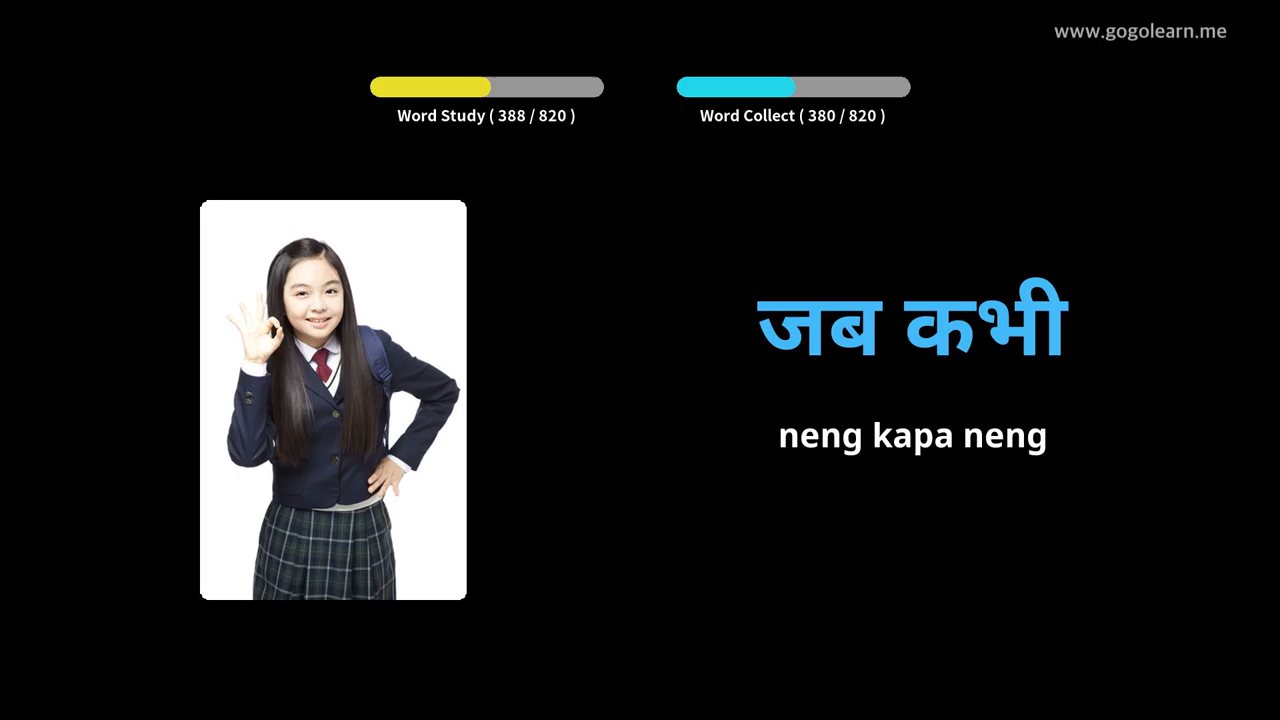 www.gogolearn.me
Word Study ( 388 / 820 )
Word Collect ( 380 / 820 )
जब कभी
neng kapa neng